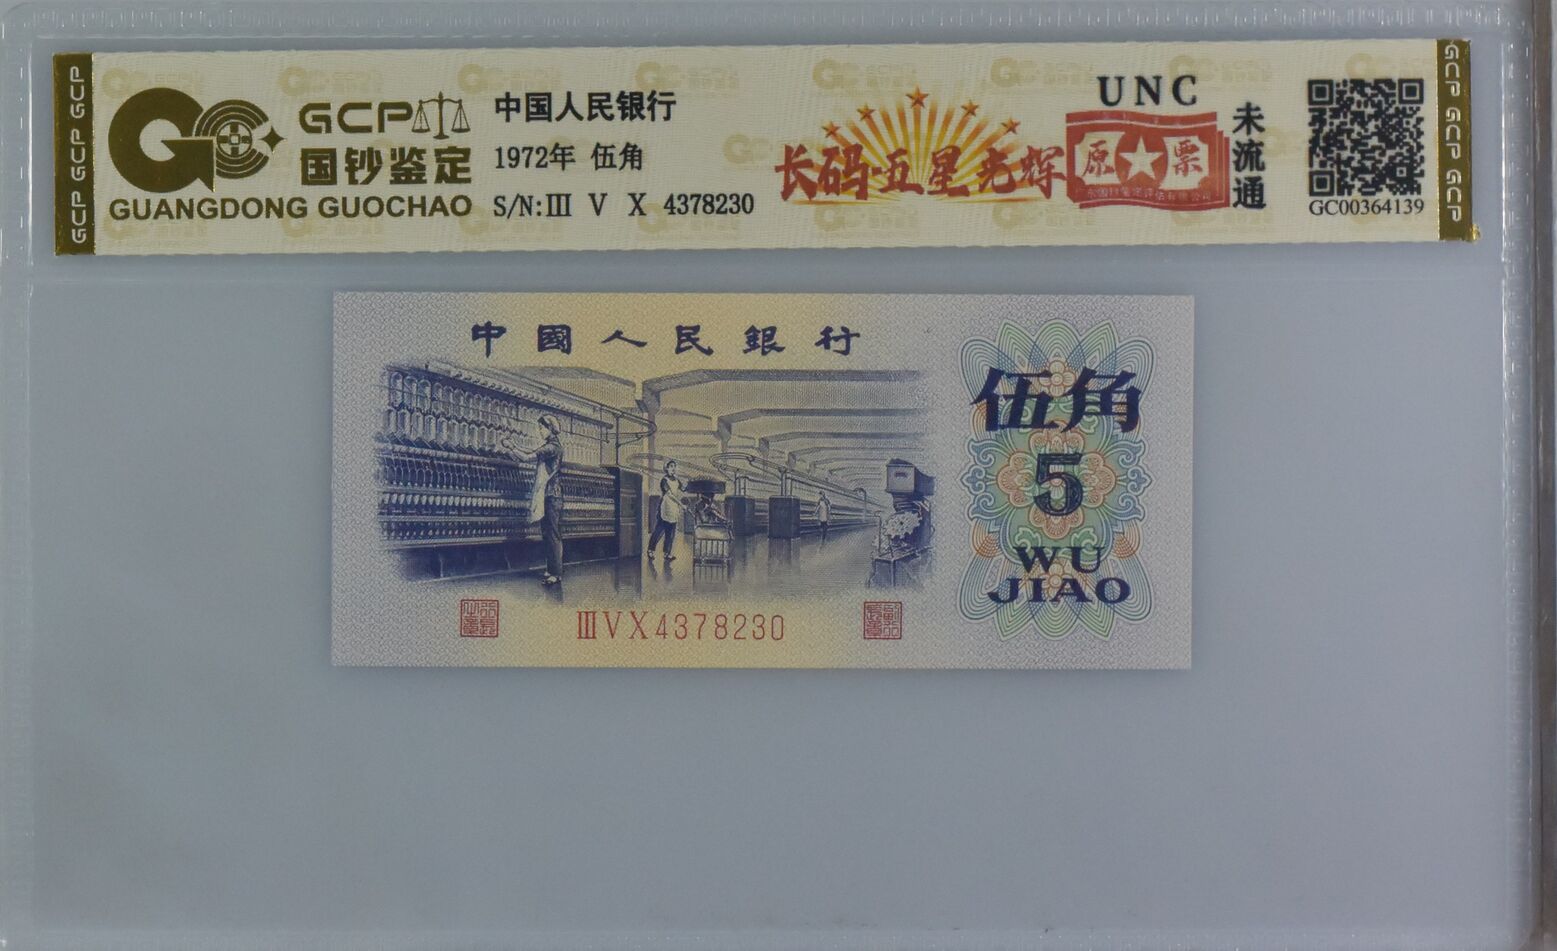 GCP GCP GCP
GCP
国钞鉴定
GUANGDONG GUOCHAO
中国人民银行
1972年 伍角
S/N:Ⅲ V X 4378230
长码·五星光辉
UNC
原票
未流通
GC00364139
GCP GCP GCP
中國人民銀行
伍角
5
WU
JIAO
ⅢVX4378230